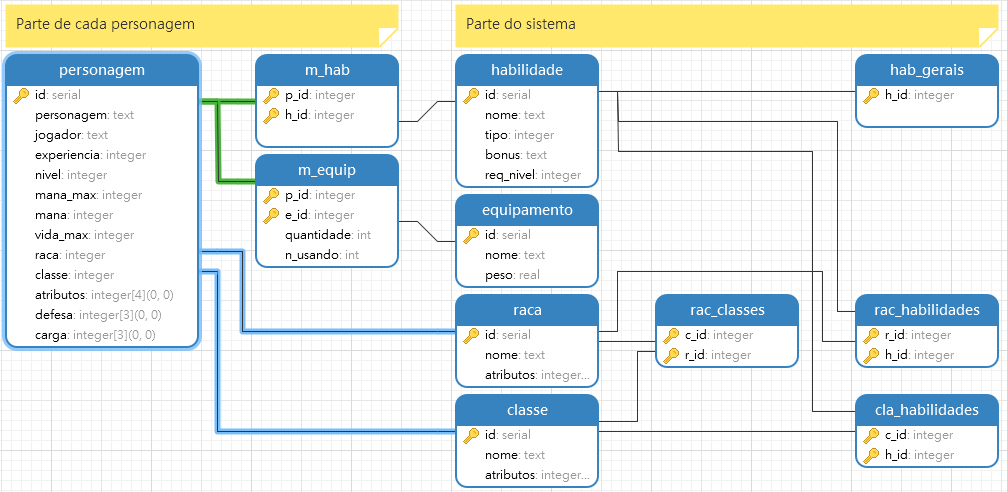 Parte de cada personagem
Parte do sistema
personagem
id: serial
personagem: text
jogador: text
experiencia: integer
nivel: integer
mana_max: integer
mana: integer
vida_max: integer
raca: integer
classe: integer
atributos: integer[4](0, 0)
defesa: integer[3](0, 0)
carga: integer[3](0, 0)
m_hab
p_id: integer
h_id: integer
m_equip
p_id: integer
e_id: integer
quantidade: int
n_usando: int
habilidade
id: serial
nome: text
tipo: integer
bonus: text
req_nivel: integer
equipamento
id: serial
nome: text
peso: real
raca
id: serial
nome: text
atributos: integer...
classe
id: serial
nome: text
atributos: integer...
rac_classes
c_id: integer
r_id: integer
hab_gerais
h_id: integer
rac_habilidades
r_id: integer
h_id: integer
cla_habilidades
c_id: integer
h_id: integer